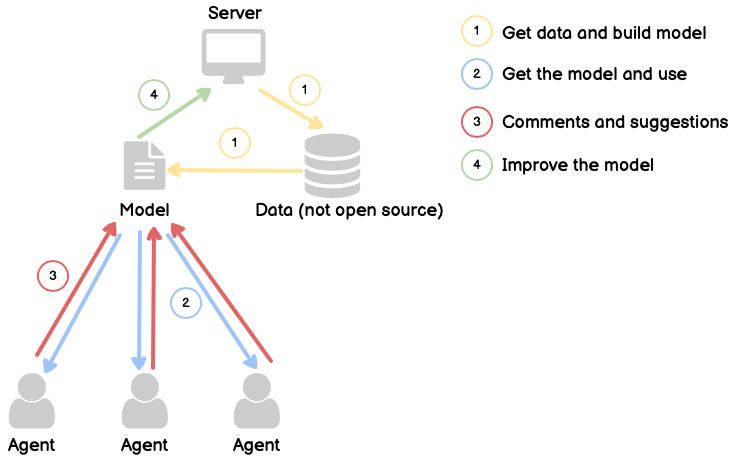 Server
1 Get data and build model
2 Get the model and use
4
1
1
3 Comments and suggestions
4 Improve the model
Model
Data (not open source)
3
2
Agent
Agent
Agent